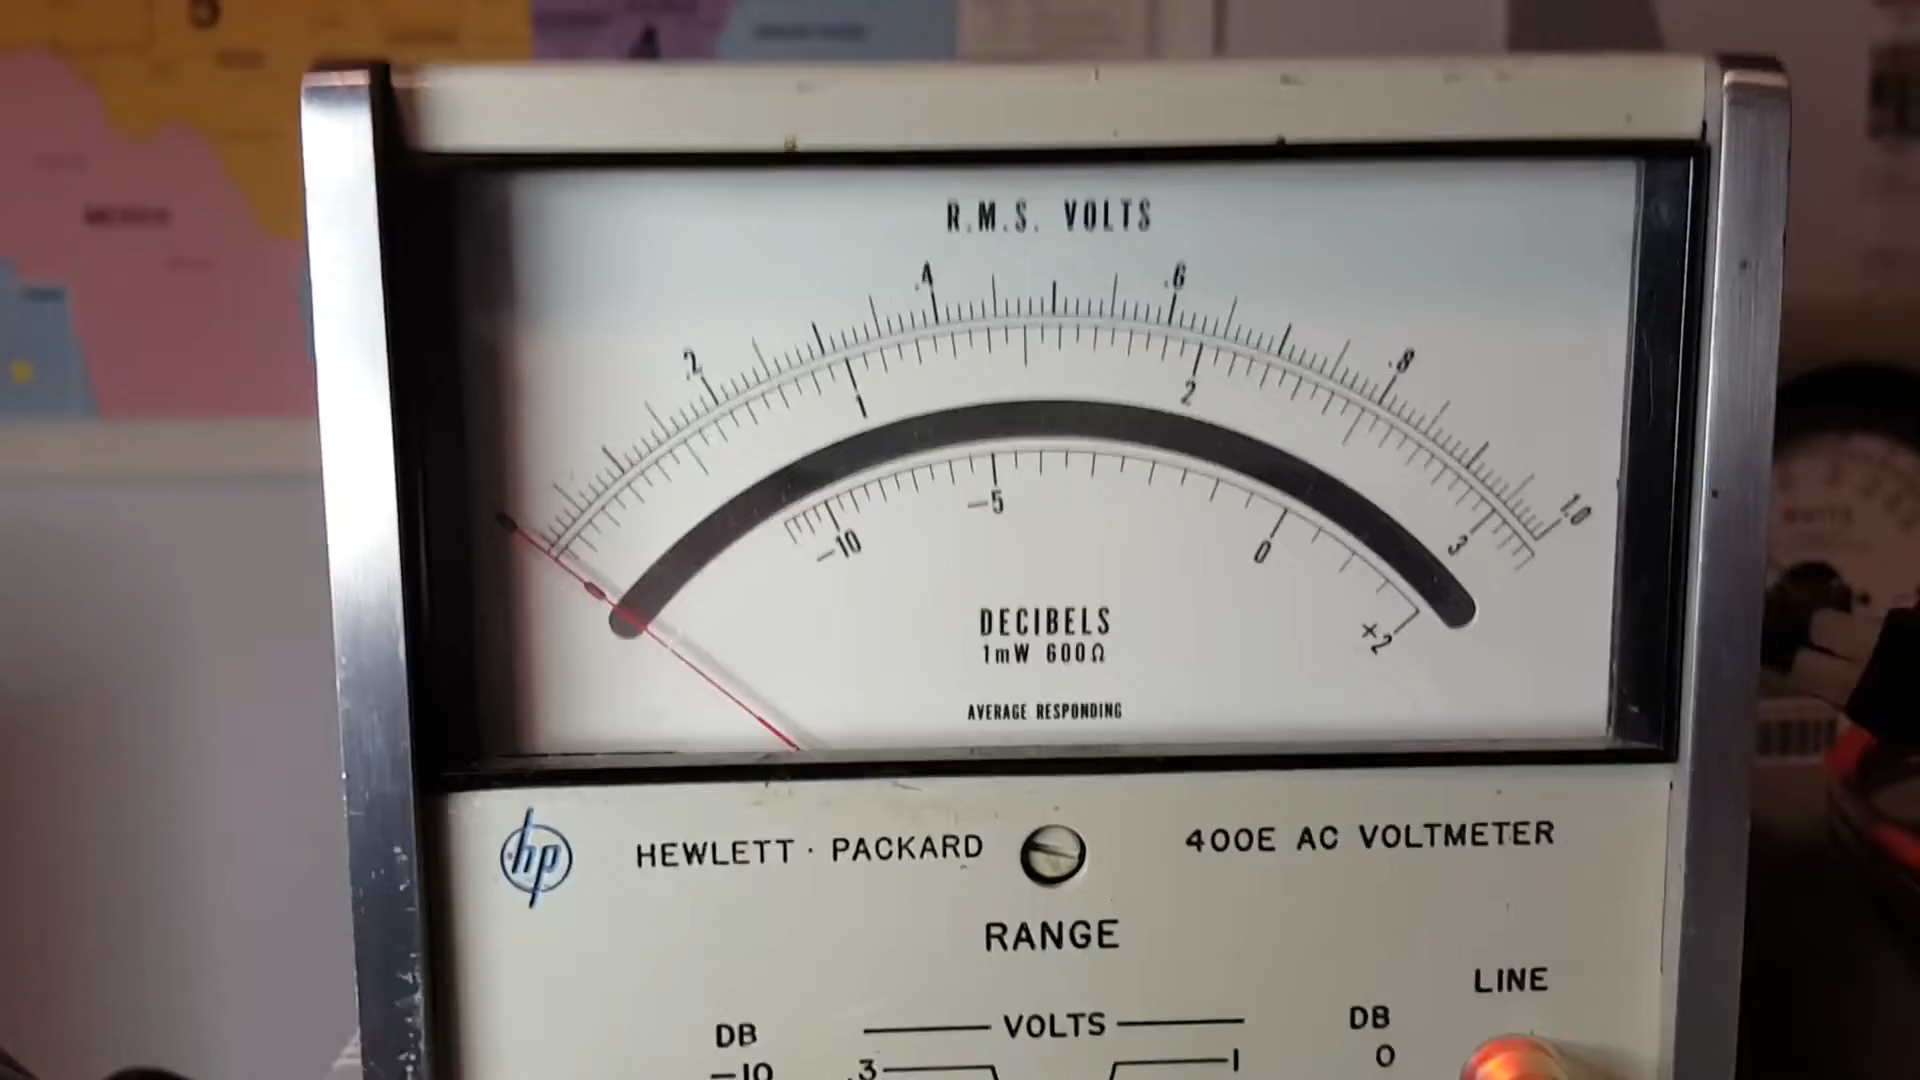 R.M.S. VOLTS
.2 .4 .6 .8 1.0
1 2 3
-10 -5 0 +2
DECIBELS
1mW 600Ω
AVERAGE RESPONDING
hp HEWLETT · PACKARD 400E AC VOLTMETER
RANGE
LINE
DB VOLTS DB
-10 .3 1 0